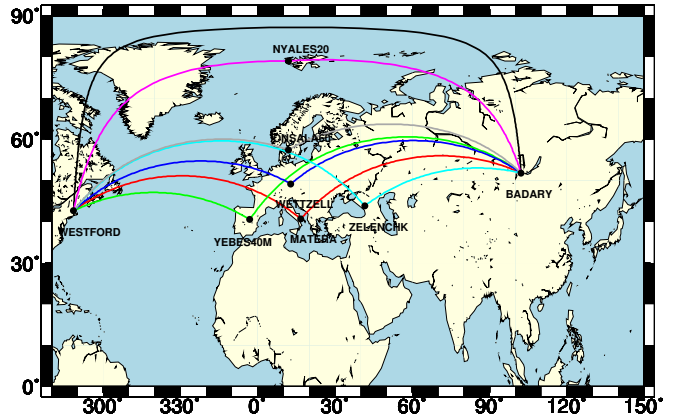 90°
NYALES20
60°
ONSALA60
BADARY
WETTZELL
WESTFORD
ZELENCHK
MATERA
YEBES40M
30°
0°
300°
330°
0°
30°
60°
90°
120°
150°